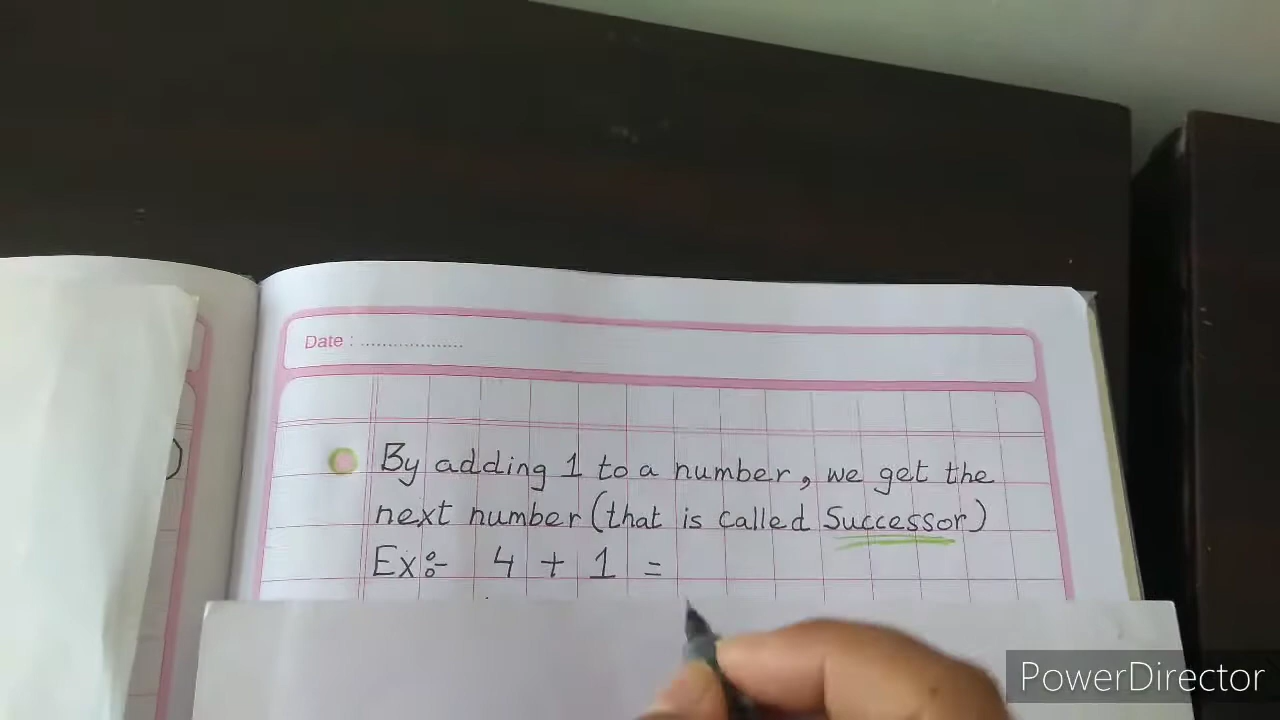 Date : ...................
)
By adding 1 to a number, we get the
next number (that is called Successor)
Ex:- 4 + 1 =
PowerDirector